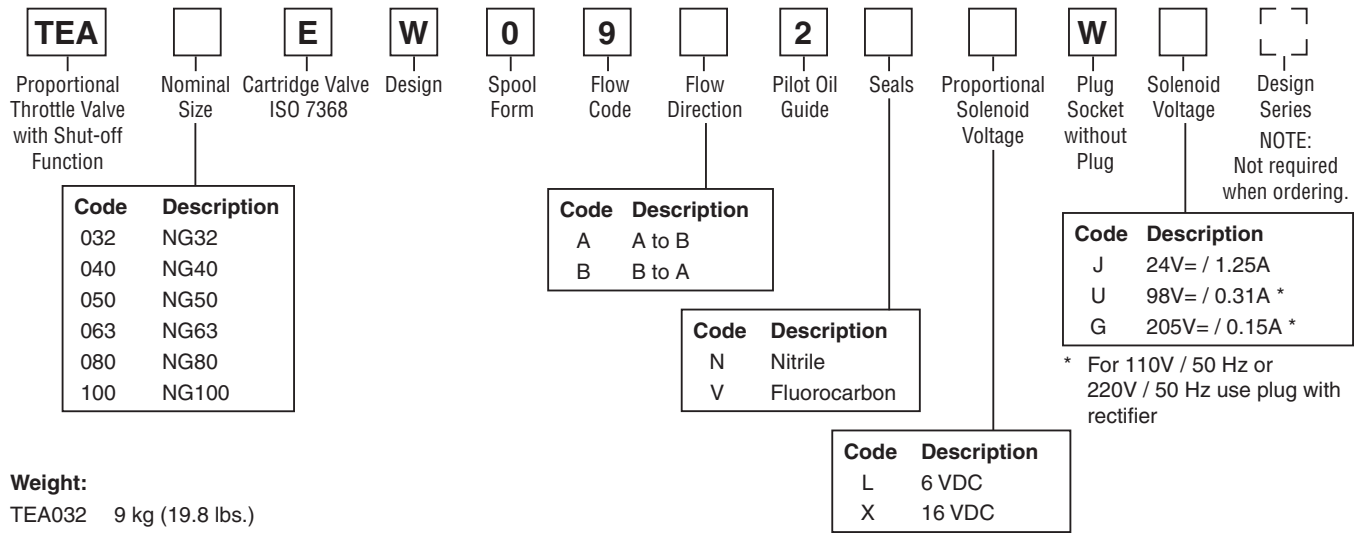 TEA E W 0 9 2 W
Proportional
Throttle Valve
with Shut-off
Function
Nominal
Size
Cartridge Valve
ISO 7368
Design
Spool
Form
Flow
Code
Flow
Direction
Pilot Oil
Guide
Seals
Proportional
Solenoid
Voltage
Plug
Socket
without
Plug
Solenoid
Voltage
Design
Series
NOTE:
Not required
when ordering.
Code Description
032 NG32
040 NG40
050 NG50
063 NG63
080 NG80
100 NG100
Code Description
A A to B
B B to A
Code Description
N Nitrile
V Fluorocarbon
Code Description
L 6 VDC
X 16 VDC
Code Description
J 24V= / 1.25A
U 98V= / 0.31A *
G 205V= / 0.15A *
* For 110V / 50 Hz or
220V / 50 Hz use plug with
rectifier
Weight:
TEA032 9 kg (19.8 lbs.)